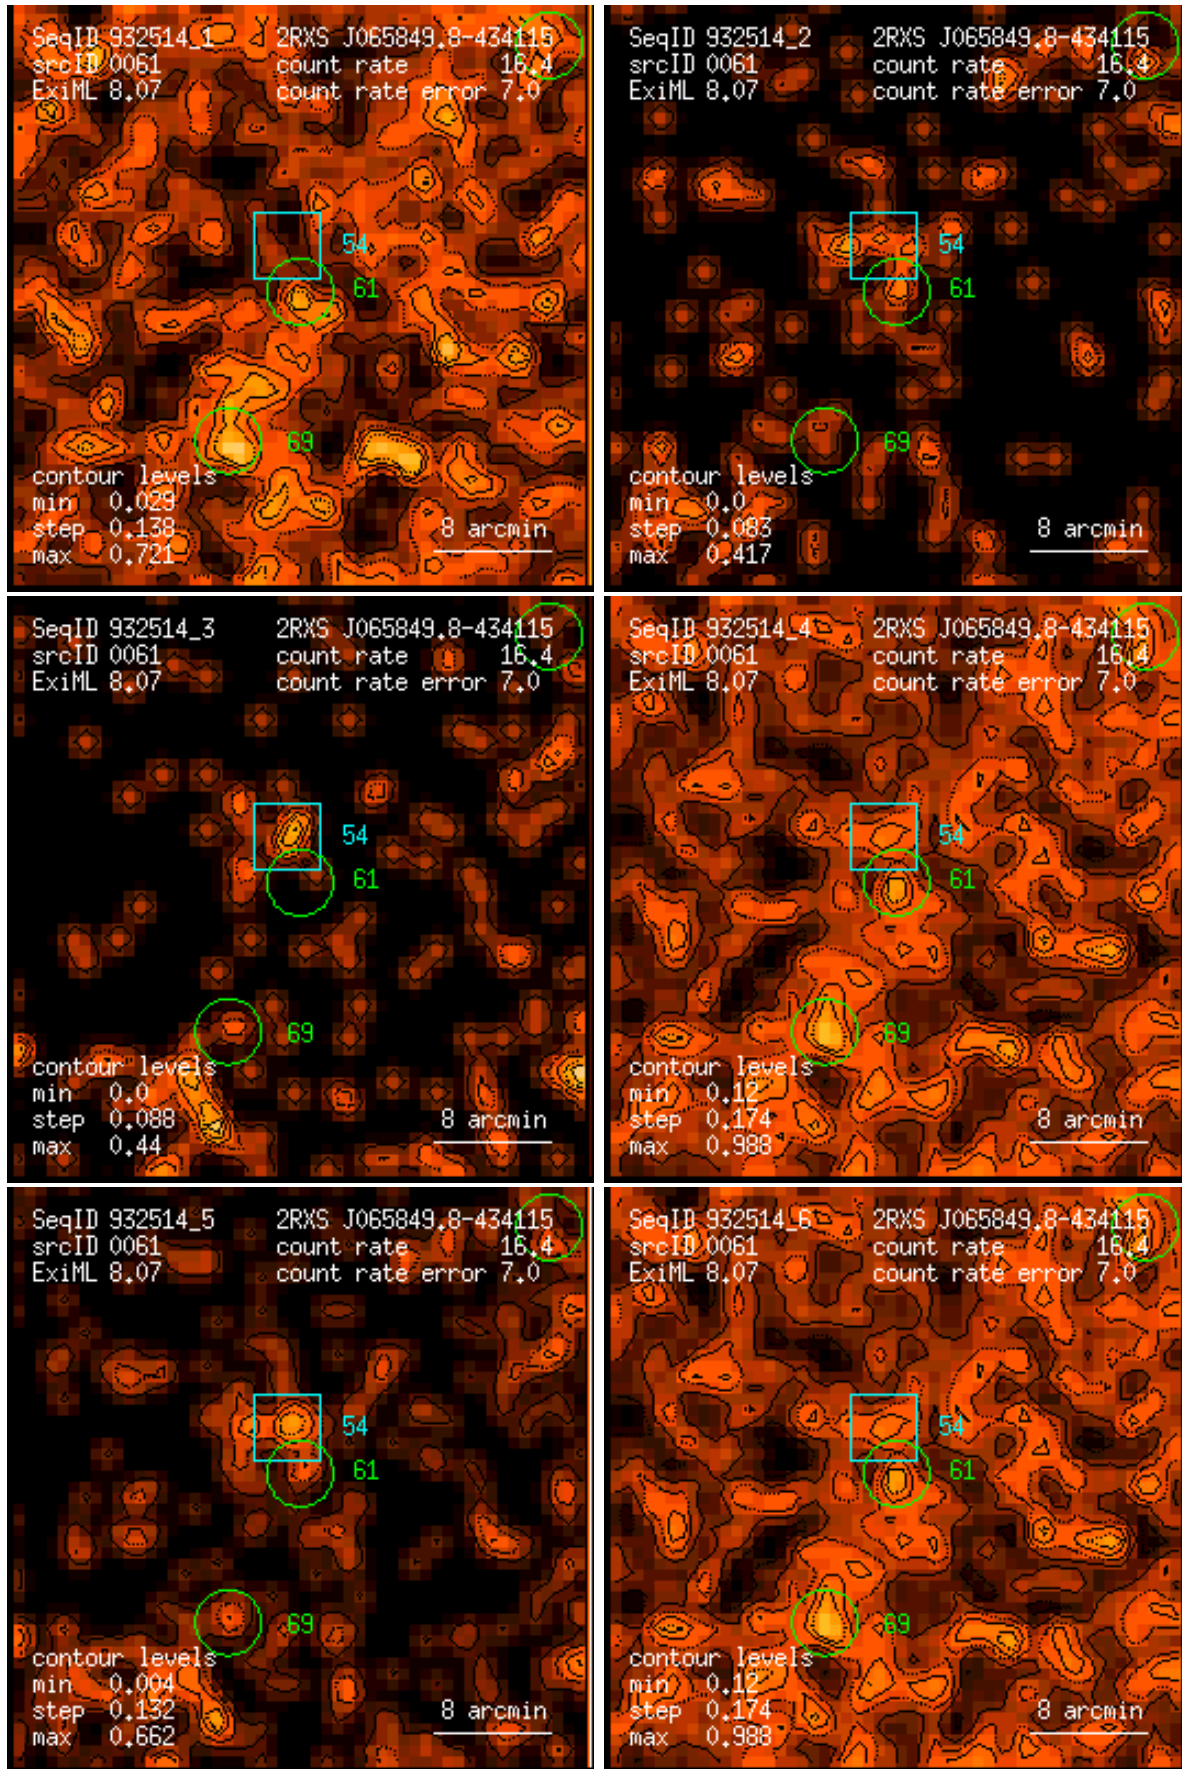 SeqID 932514_1 2RXS J065849.8-434115
srcID 0061 count rate 16.4
ExiML 8.07 count rate error 7.0
54
61
69
contour levels
min 0.029
step 0.138 8 arcmin
max 0.721
SeqID 932514_2 2RXS J065849.8-434115
srcID 0061 count rate 16.4
ExiML 8.07 count rate error 7.0
54
61
69
contour levels
min 0.0
step 0.083 8 arcmin
max 0.417
SeqID 932514_3 2RXS J065849.8-434115
srcID 0061 count rate 16.4
ExiML 8.07 count rate error 7.0
54
61
69
contour levels
min 0.0
step 0.088 8 arcmin
max 0.44
SeqID 932514_4 2RXS J065849.8-434115
srcID 0061 count rate 16.4
ExiML 8.07 count rate error 7.0
54
61
69
contour levels
min 0.12
step 0.174 8 arcmin
max 0.988
SeqID 932514_5 2RXS J065849.8-434115
srcID 0061 count rate 16.4
ExiML 8.07 count rate error 7.0
54
61
69
contour levels
min 0.004
step 0.132 8 arcmin
max 0.662
SeqID 932514_6 2RXS J065849.8-434115
srcID 0061 count rate 16.4
ExiML 8.07 count rate error 7.0
54
61
69
contour levels
min 0.12
step 0.174 8 arcmin
max 0.988